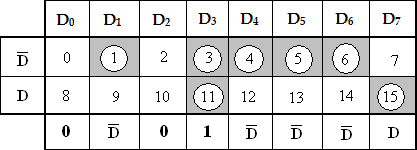 D₀ D₁ D₂ D₃ D₄ D₅ D₆ D₇
D̅ 0 1 2 3 4 5 6 7
D 8 9 10 11 12 13 14 15
0 D̅ 0 1 D̅ D̅ D̅ D